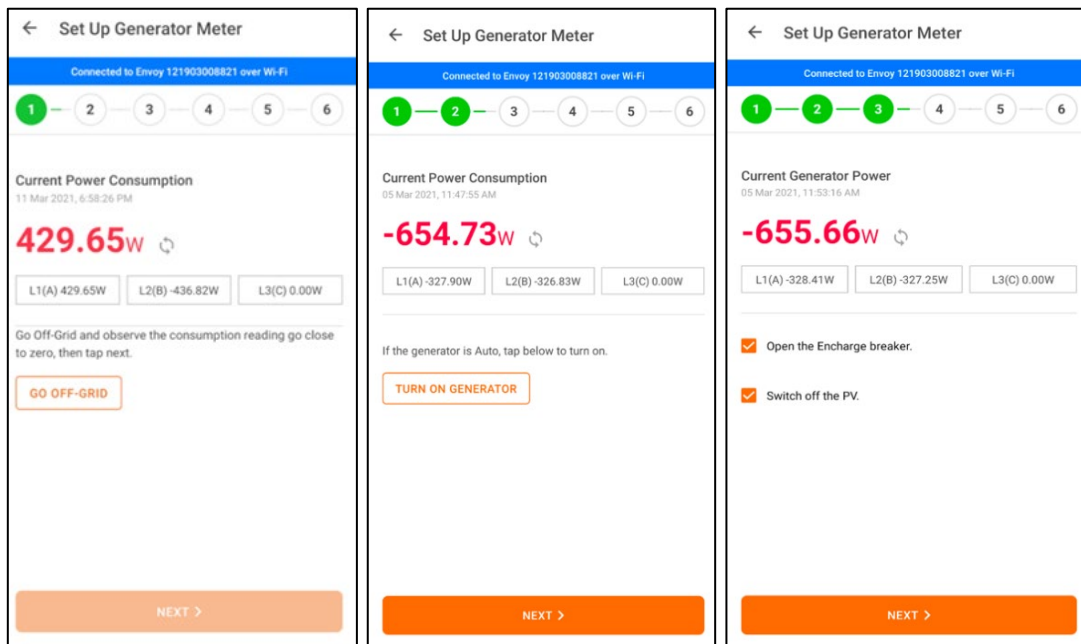 ← Set Up Generator Meter
Connected to Envoy 121903008821 over Wi-Fi
1 2 3 4 5 6
Current Power Consumption
11 Mar 2021, 6:58:26 PM
429.65W
L1(A) 429.65W L2(B) -436.82W L3(C) 0.00W
Go Off-Grid and observe the consumption reading go close
to zero, then tap next.
GO OFF-GRID
NEXT >
← Set Up Generator Meter
Connected to Envoy 121903008821 over Wi-Fi
1 2 3 4 5 6
Current Power Consumption
05 Mar 2021, 11:47:55 AM
-654.73W
L1(A) -327.90W L2(B) -326.83W L3(C) 0.00W
If the generator is Auto, tap below to turn on.
TURN ON GENERATOR
NEXT >
← Set Up Generator Meter
Connected to Envoy 121903008821 over Wi-Fi
1 2 3 4 5 6
Current Generator Power
05 Mar 2021, 11:53:16 AM
-655.66W
L1(A) -328.41W L2(B) -327.25W L3(C) 0.00W
Open the Encharge breaker.
Switch off the PV.
NEXT >